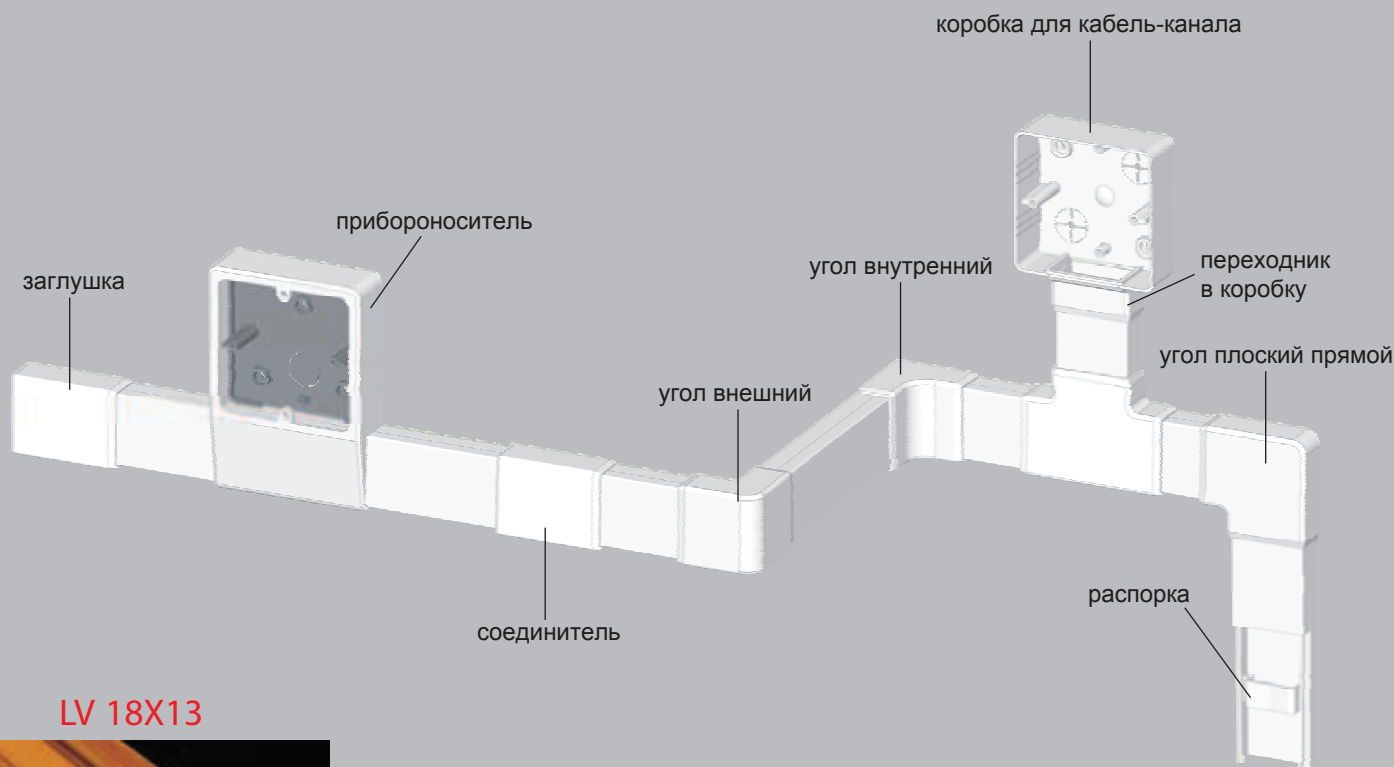 коробка для кабель-канала
прибороноситель
заглушка
угол внутренний
переходник
в коробку
угол плоский прямой
угол внешний
распорка
соединитель
LV 18X13